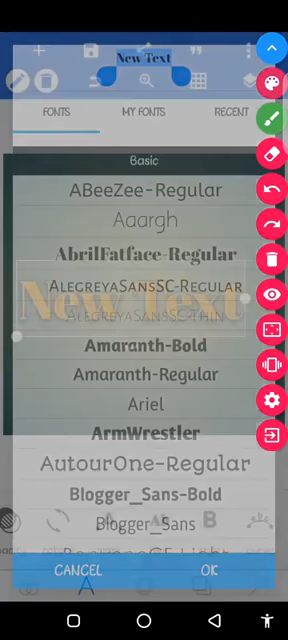 New Text
FONTS MY FONTS RECENT
Basic
ABeeZee-Regular
Aaargh
AbrilFatface-Regular
AlegreyaSansSC-Regular
New Text
AlegreyaSansSC-Thin
Amaranth-Bold
Amaranth-Regular
Ariel
ArmWrestler
AutourOne-Regular
Blogger_Sans-Bold
Blogger_Sans
B
CANCEL OK
A